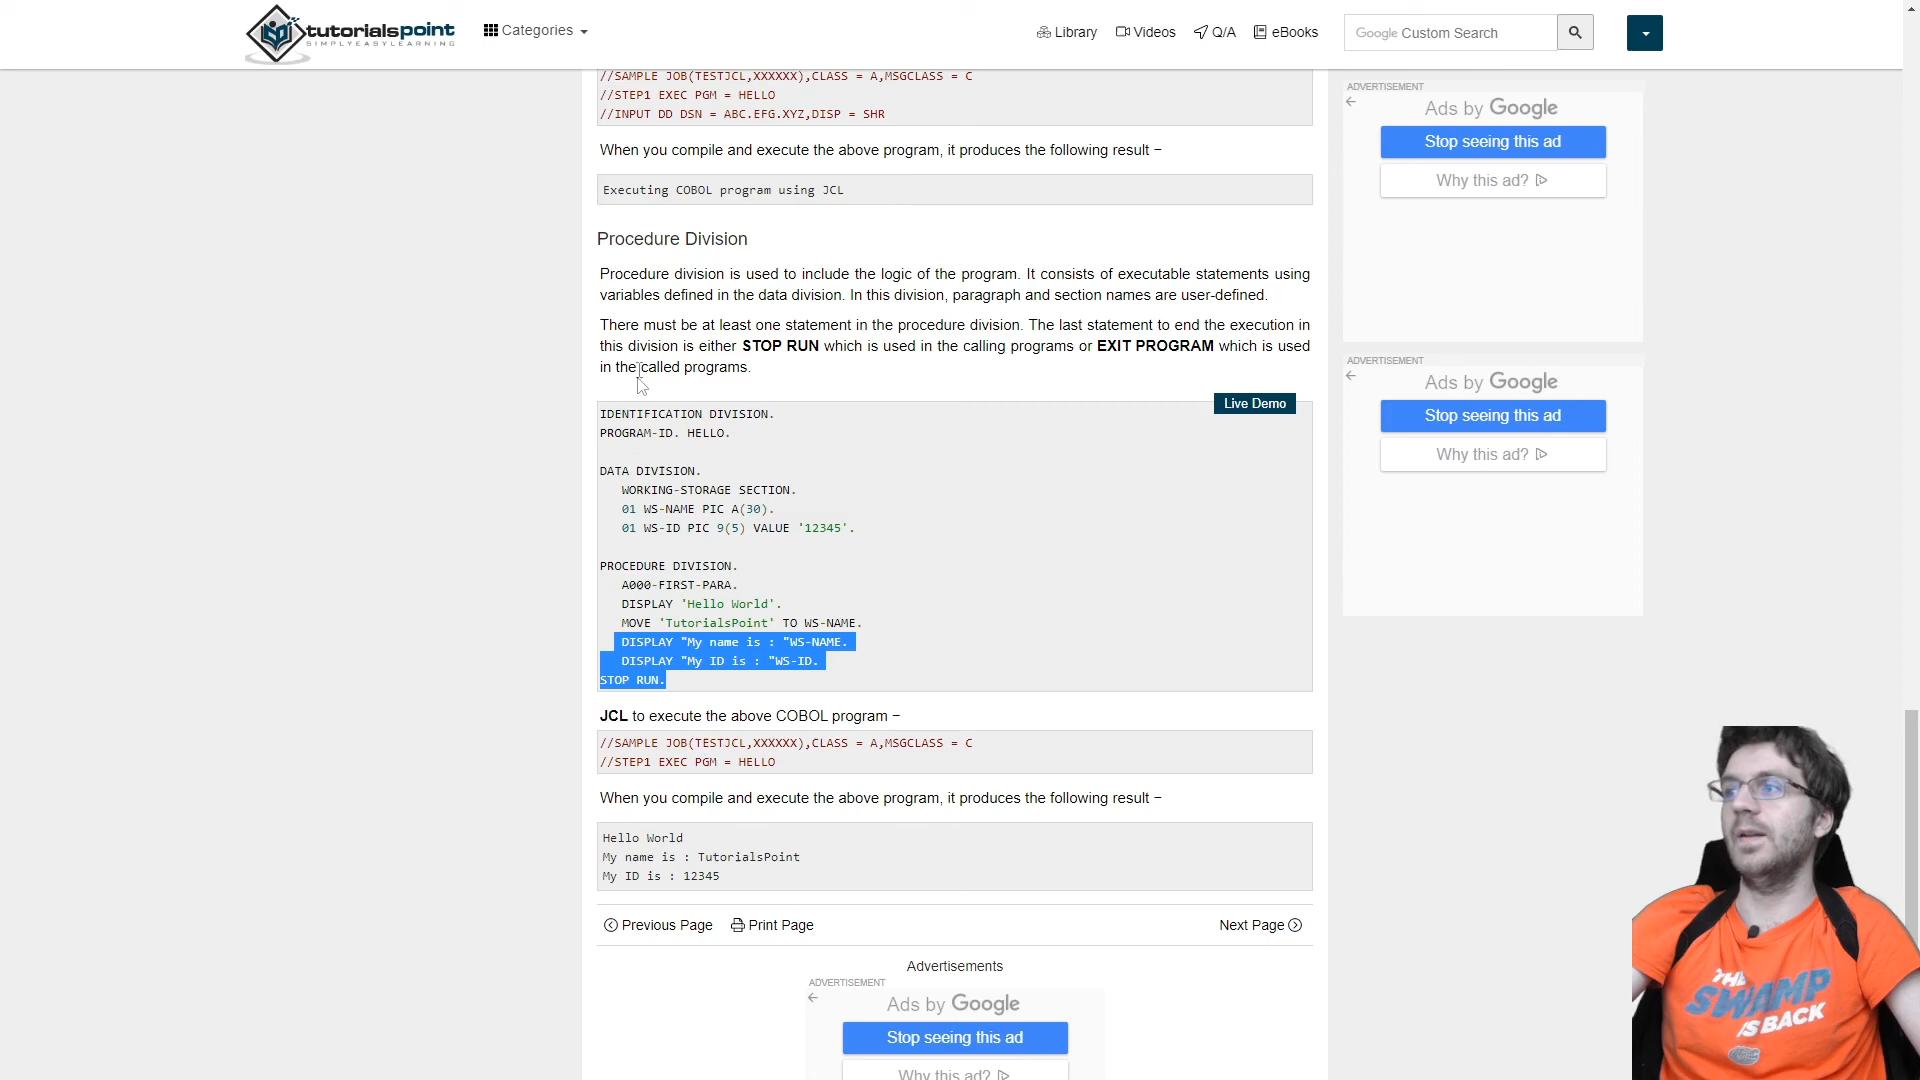 tutorialspoint
SIMPLYEASYLEARNING
Categories
Library
Videos
Q/A
eBooks
Google Custom Search
//SAMPLE JOB(TESTJCL,XXXXXX),CLASS = A,MSGCLASS = C
//STEP1 EXEC PGM = HELLO
//INPUT DD DSN = ABC.EFG.XYZ,DISP = SHR
When you compile and execute the above program, it produces the following result −
Executing COBOL program using JCL
Procedure Division
Procedure division is used to include the logic of the program. It consists of executable statements using
variables defined in the data division. In this division, paragraph and section names are user-defined.
There must be at least one statement in the procedure division. The last statement to end the execution in
this division is either STOP RUN which is used in the calling programs or EXIT PROGRAM which is used
in the called programs.
Live Demo
IDENTIFICATION DIVISION.
PROGRAM-ID. HELLO.
DATA DIVISION.
WORKING-STORAGE SECTION.
01 WS-NAME PIC A(30).
01 WS-ID PIC 9(5) VALUE '12345'.
PROCEDURE DIVISION.
A000-FIRST-PARA.
DISPLAY 'Hello World'.
MOVE 'TutorialsPoint' TO WS-NAME.
DISPLAY "My name is : "WS-NAME.
DISPLAY "My ID is : "WS-ID.
STOP RUN.
JCL to execute the above COBOL program −
//SAMPLE JOB(TESTJCL,XXXXXX),CLASS = A,MSGCLASS = C
//STEP1 EXEC PGM = HELLO
When you compile and execute the above program, it produces the following result −
Hello World
My name is : TutorialsPoint
My ID is : 12345
Previous Page
Print Page
Next Page
Advertisements
ADVERTISEMENT
Ads by Google
Stop seeing this ad
Why this ad?
ADVERTISEMENT
Ads by Google
Stop seeing this ad
Why this ad?
ADVERTISEMENT
Ads by Google
Stop seeing this ad
Why this ad?
THE
SWAMP
IS BACK